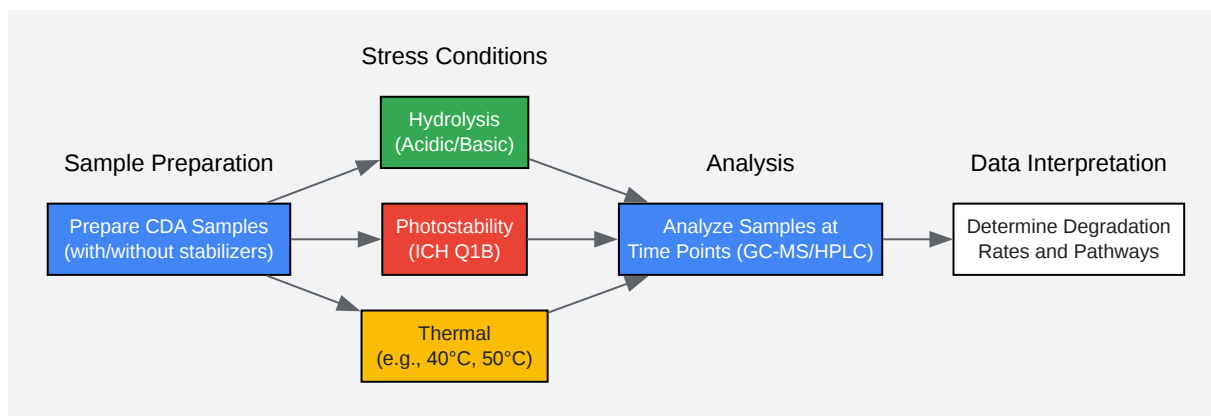 Stress Conditions
Hydrolysis
(Acidic/Basic)
Sample Preparation
Analysis
Data Interpretation
Prepare CDA Samples
(with/without stabilizers)
Photostability
(ICH Q1B)
Analyze Samples at
Time Points (GC-MS/HPLC)
Determine Degradation
Rates and Pathways
Thermal
(e.g., 40°C, 50°C)